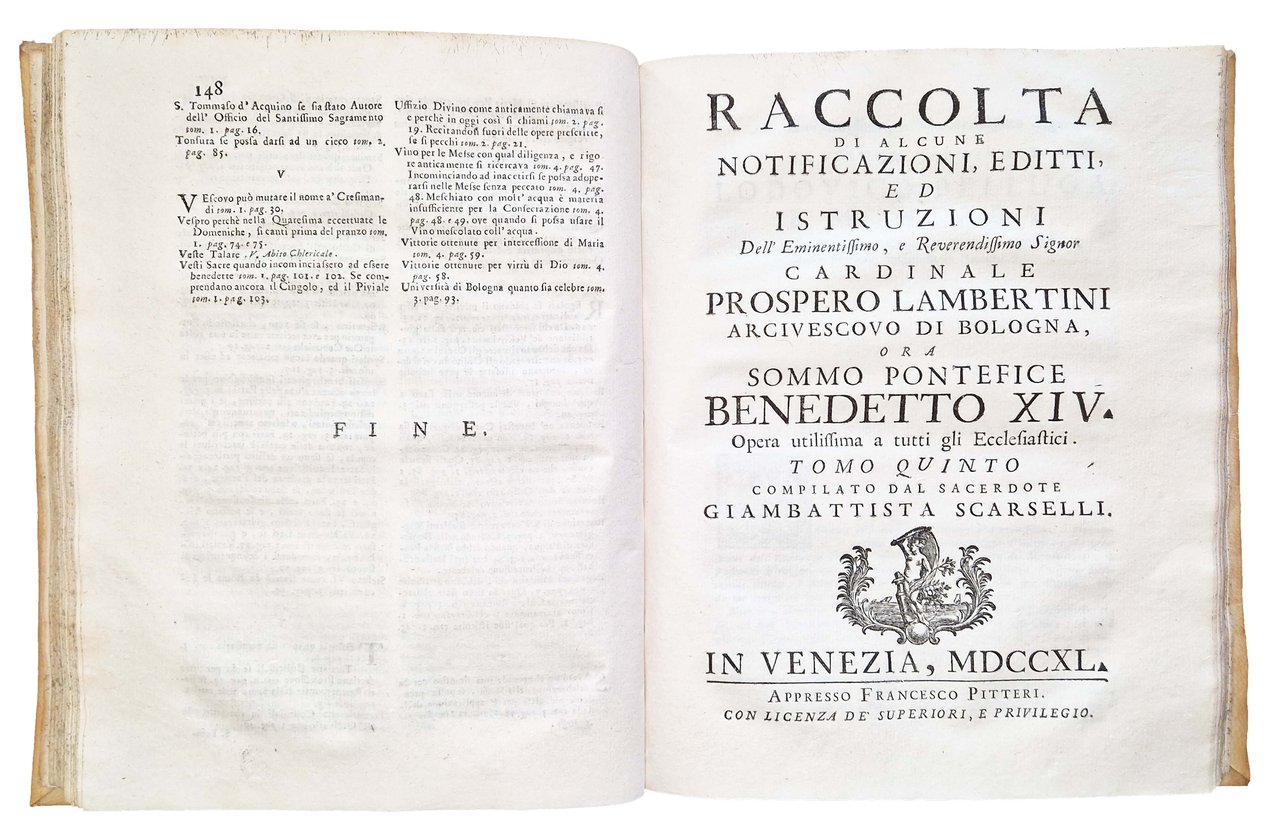 148
S. Tommaso d' Acquino se sia stato Autore
dell' Officio del Santissimo Sagramento
tom. 1. pag. 16.
Tonsura se possa darsi ad un cieco tom. 2.
pag. 85.
V
VEscovo può mutare il nome a' Cresiman-
di tom. 1. pag. 30.
Vespro perchè nella Quaresima eccettuate le
Domeniche, si canti prima del pranzo tom.
1. pag. 74. e 75.
Veste Talare V. Abito Chlericale.
Vesti Sacre quando incominciassero ad essere
benedette tom. 1. pag. 101. e 102. Se com-
prendano ancora il Cingolo, ed il Piviale
tom. 1. pag. 103.
Uffizio Divino come anticamente chiamavasi
e perchè in oggi così si chiami tom. 2. pag.
19. Recitandosi fuori delle opere prescritte,
se si pecchi tom. 2. pag. 21.
Vino per le Messe con qual diligenza, e rigo
re anticamente si ricercava tom. 4. pag. 47.
Incominciando ad inacetirsi se possa adope-
rarsi nelle Messe senza peccato tom. 4. pag.
48. Meschiato con molt' acqua è materia
insufficiente per la Consecrazione tom. 4.
pag. 48. e 49. ove quando si possa usare il
Vino mescolato coll' acqua.
Vittorie ottenute per intercessione di Maria
tom. 4. pag. 59.
Vittorie ottenute per virtù di Dio tom. 4.
pag. 58.
Università di Bologna quanto sia celebre tom.
3. pag. 93.
FINE.
RACCOLTA
DI ALCUNE
NOTIFICAZIONI, EDITTI,
ED
ISTRUZIONI
Dell' Eminentissimo, e Reverendissimo Signor
CARDINALE
PROSPERO LAMBERTINI
ARCIVESCOVO DI BOLOGNA,
ORA
SOMMO PONTEFICE
BENEDETTO XIV.
Opera utilissima a tutti gli Ecclesiastici.
TOMO QUINTO
COMPILATO DAL SACERDOTE
GIAMBATTISTA SCARSELLI.
IN VENEZIA, MDCCXL.
APPRESSO FRANCESCO PITTERI.
CON LICENZA DE' SUPERIORI, E PRIVILEGIO.